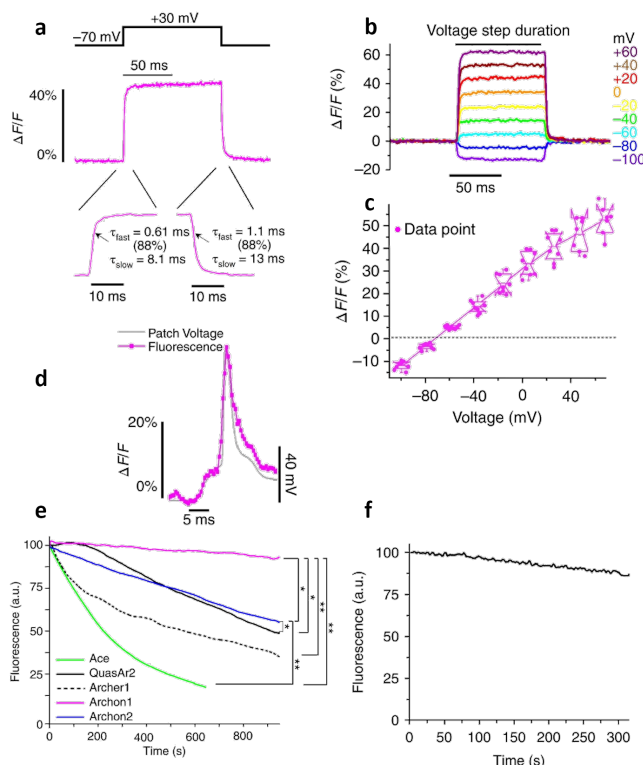 a
+30 mV
−70 mV
50 ms
40%
ΔF/F
0%
τfast = 0.61 ms
(88%)
τslow = 8.1 ms
τfast = 1.1 ms
(88%)
τslow = 13 ms
10 ms
10 ms
b
Voltage step duration
mV
+60
+40
+20
0
−20
−40
−60
−80
−100
60
40
20
0
−20
ΔF/F (%)
50 ms
c
Data point
50
40
30
20
10
0
−10
ΔF/F (%)
−80
−40
0
40
Voltage (mV)
d
Patch Voltage
Fluorescence
20%
ΔF/F
0%
40 mV
5 ms
e
100
75
50
25
0
Fluorescence (a.u.)
Ace
QuasAr2
Archer1
Archon1
Archon2
*
*
*
**
**
**
0
200
400
600
800
Time (s)
f
100
75
50
25
0
Fluorescence (a.u.)
0
50
100
150
200
250
300
Time (s)